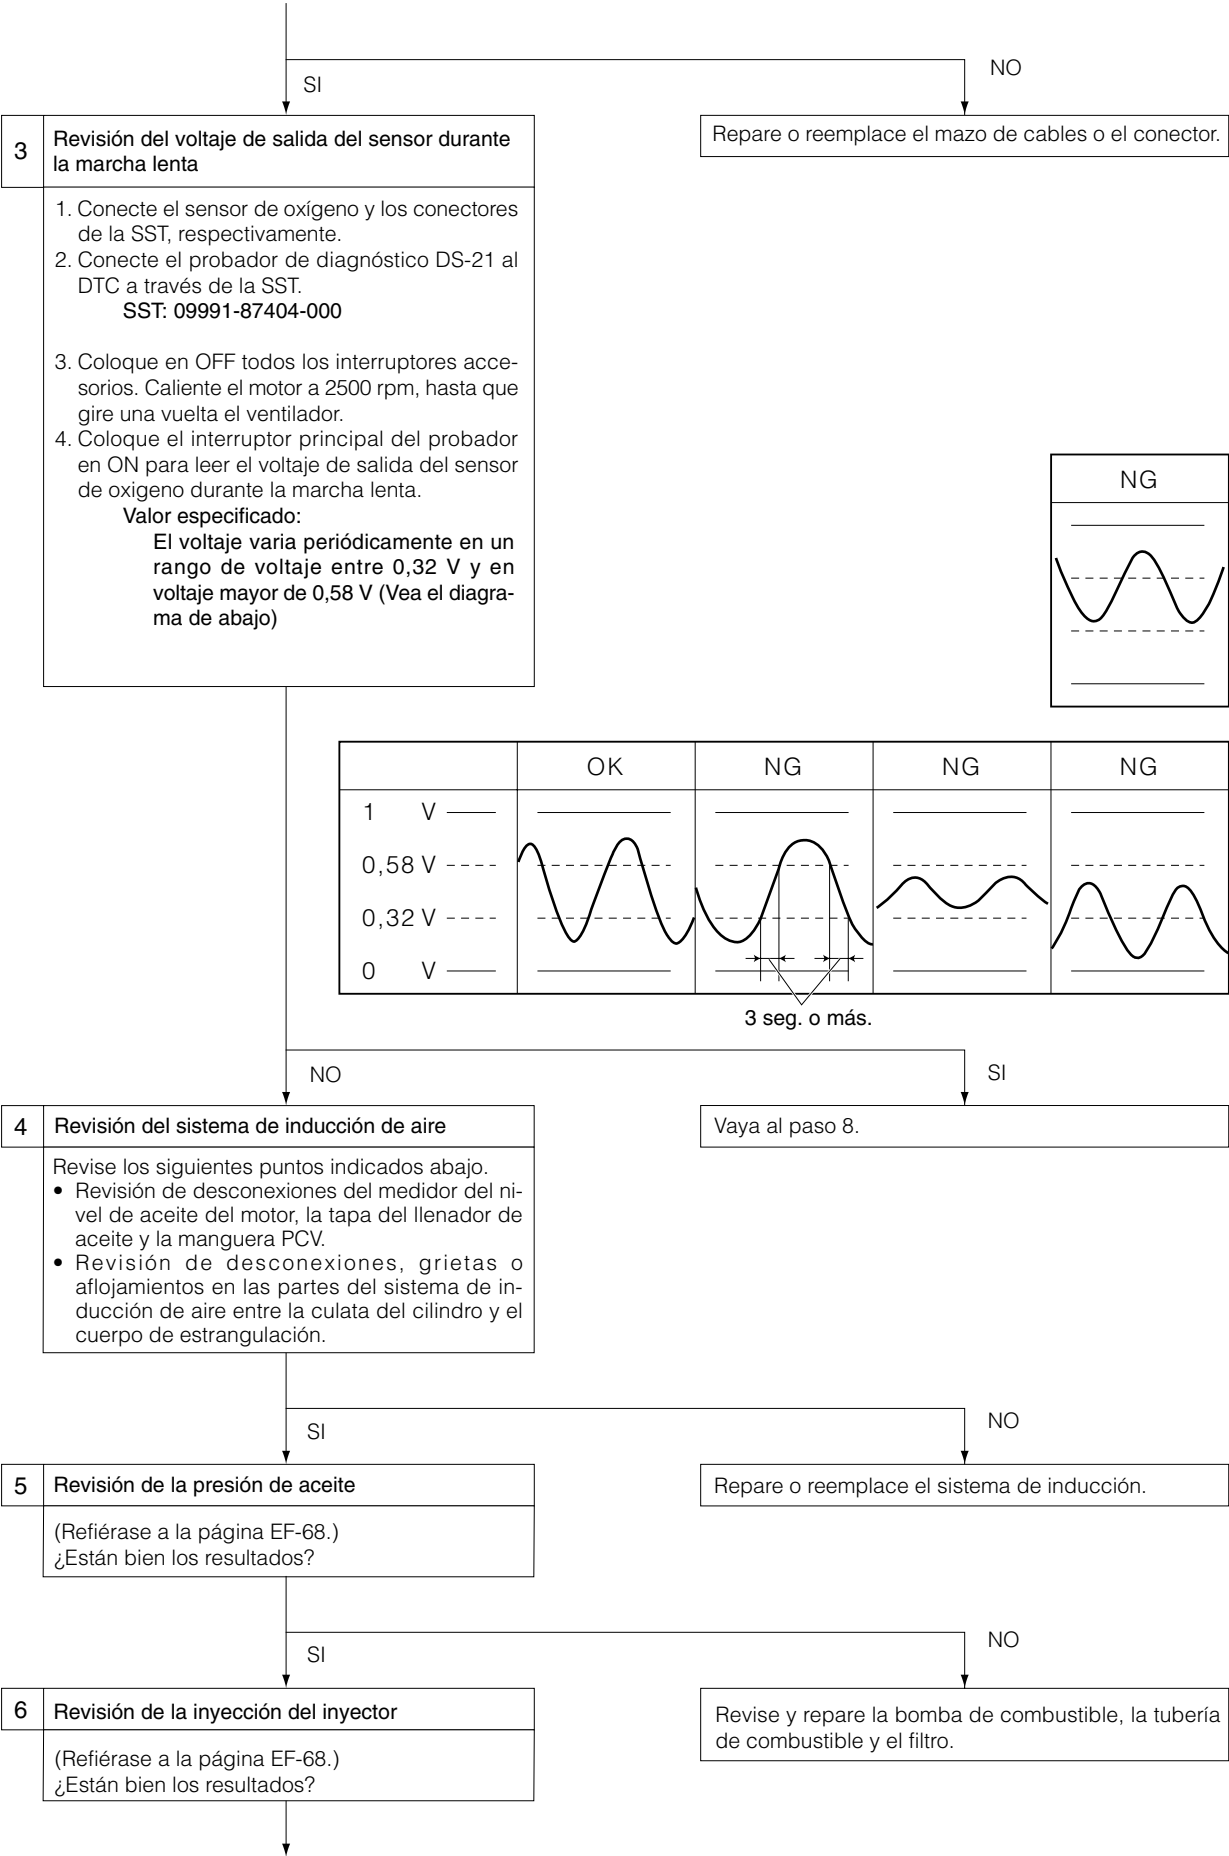 SI
NO
3
Revisión del voltaje de salida del sensor durante
la marcha lenta
Repare o reemplace el mazo de cables o el conector.
1. Conecte el sensor de oxígeno y los conectores
de la SST, respectivamente.
2. Conecte el probador de diagnóstico DS-21 al
DTC a través de la SST.
SST: 09991-87404-000
3. Coloque en OFF todos los interruptores acce-
sorios. Caliente el motor a 2500 rpm, hasta que
gire una vuelta el ventilador.
4. Coloque el interruptor principal del probador
en ON para leer el voltaje de salida del sensor
de oxigeno durante la marcha lenta.
Valor especificado:
El voltaje varia periódicamente en un
rango de voltaje entre 0,32 V y en
voltaje mayor de 0,58 V (Vea el diagra-
ma de abajo)
NG
OK NG NG NG
1 V
0,58 V
0,32 V
0 V
3 seg. o más.
NO
SI
4 Revisión del sistema de inducción de aire
Vaya al paso 8.
Revise los siguientes puntos indicados abajo.
• Revisión de desconexiones del medidor del ni-
vel de aceite del motor, la tapa del llenador de
aceite y la manguera PCV.
• Revisión de desconexiones, grietas o
aflojamientos en las partes del sistema de in-
ducción de aire entre la culata del cilindro y el
cuerpo de estrangulación.
SI
NO
5 Revisión de la presión de aceite
Repare o reemplace el sistema de inducción.
(Refiérase a la página EF-68.)
¿Están bien los resultados?
SI
NO
6 Revisión de la inyección del inyector
Revise y repare la bomba de combustible, la tubería
de combustible y el filtro.
(Refiérase a la página EF-68.)
¿Están bien los resultados?